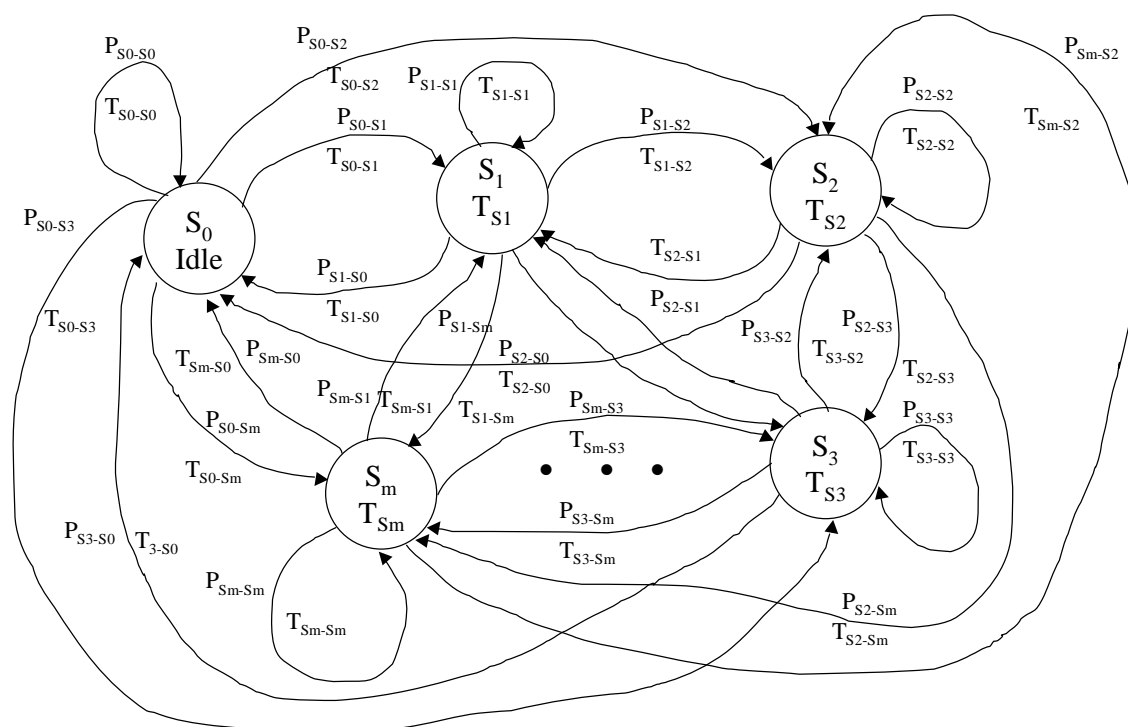 P_S0-S0
T_S0-S0
P_S0-S2
T_S0-S2
P_S1-S1
T_S1-S1
P_Sm-S2
T_Sm-S2
P_S2-S2
T_S2-S2
P_S0-S1
T_S0-S1
P_S1-S2
T_S1-S2
S_1
T_S1
S_2
T_S2
P_S0-S3
S_0
Idle
T_S2-S1
P_S1-S0
T_S1-S0
P_S2-S1
T_S0-S3
P_S1-Sm
P_S3-S2
T_S3-S2
P_S2-S3
T_S2-S3
T_Sm-S0
P_Sm-S0
P_S2-S0
T_S2-S0
P_Sm-S1
T_Sm-S1
T_S1-Sm
P_Sm-S3
T_Sm-S3
P_S3-S3
T_S3-S3
P_S0-Sm
T_S0-Sm
S_m
T_Sm
• • •
S_3
T_S3
P_S3-S0
T_3-S0
P_S3-Sm
T_S3-Sm
P_Sm-Sm
T_Sm-Sm
P_S2-Sm
T_S2-Sm